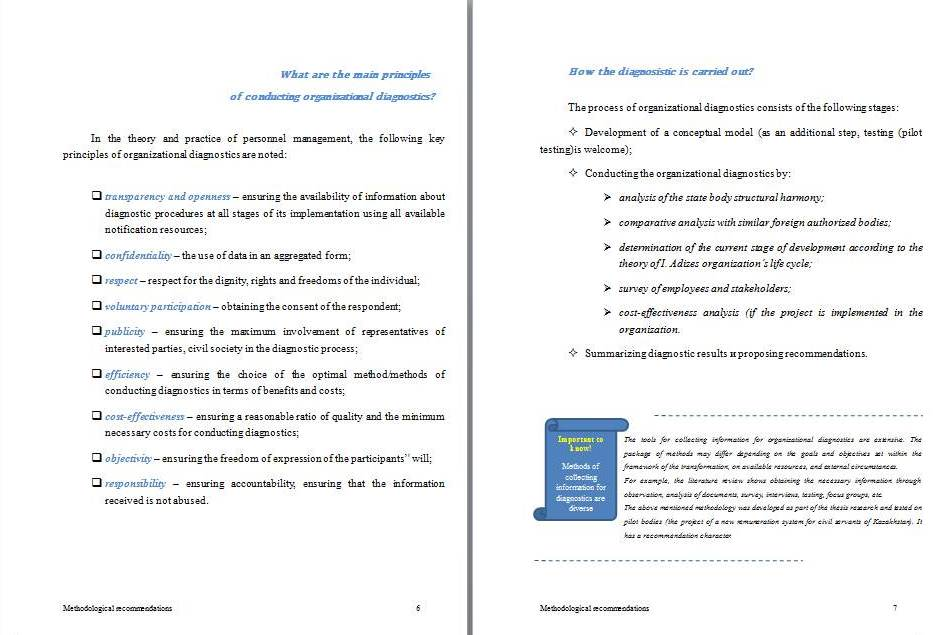 What are the main principles
of conducting organizational diagnostics?
In the theory and practice of personnel management, the following key
principles of organizational diagnostics are noted:
transparency and openness – ensuring the availability of information about
diagnostic procedures at all stages of its implementation using all available
notification resources;
confidentiality – the use of data in an aggregated form;
respect – respect for the dignity, rights and freedoms of the individual;
voluntary participation – obtaining the consent of the respondent;
publicity – ensuring the maximum involvement of representatives of
interested parties, civil society in the diagnostic process;
efficiency – ensuring the choice of the optimal method/methods of
conducting diagnostics in terms of benefits and costs;
cost-effectiveness – ensuring a reasonable ratio of quality and the minimum
necessary costs for conducting diagnostics;
objectivity – ensuring the freedom of expression of the participants'' will;
responsibility – ensuring accountability, ensuring that the information
received is not abused.
Methodological recommendations 6
How the diagnosistic is carried out?
The process of organizational diagnostics consists of the following stages:
✧ Development of a conceptual model (as an additional step, testing (pilot
testing)is welcome);
✧ Conducting the organizational diagnostics by:
➢ analysis of the state body structural harmony;
➢ comparative analysis with similar foreign authorized bodies;
➢ determination of the current stage of development according to the
theory of I. Adizes organization's life cycle;
➢ survey of employees and stakeholders;
➢ cost-effectiveness analysis (if the project is implemented in the
organization.
✧ Summarizing diagnostic results и proposing recommendations.
Important to
know!
Methods of
collecting
information for
diagnostics are
diverse
The tools for collecting information for organizational diagnostics are extensive. The
package of methods may differ depending on the goals and objectives set within the
framework of the transformation, on available resources, and external circumstances.
For example, the literature review shows obtaining the necessary information through
observation, analysis of documents, survey, interviews, testing, focus groups, etc.
The above mentioned methodology was developed as part of the thesis research and tested on
pilot bodies (the project of a new remuneration system for civil servants of Kazakhstan). It
has a recommendation character.
Methodological recommendations 7